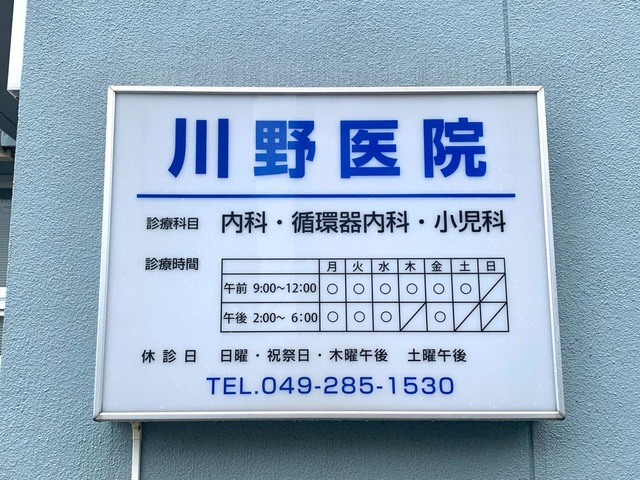 川野医院
診療科目 内科・循環器内科・小児科
診療時間
月 火 水 木 金 土 日
午前 9:00~12:00 ○ ○ ○ ○ ○ ○ ／
午後 2:00~ 6:00 ○ ○ ○ ／ ○ ／ ／
休診日 日曜・祝祭日・木曜午後 土曜午後
TEL.049-285-1530